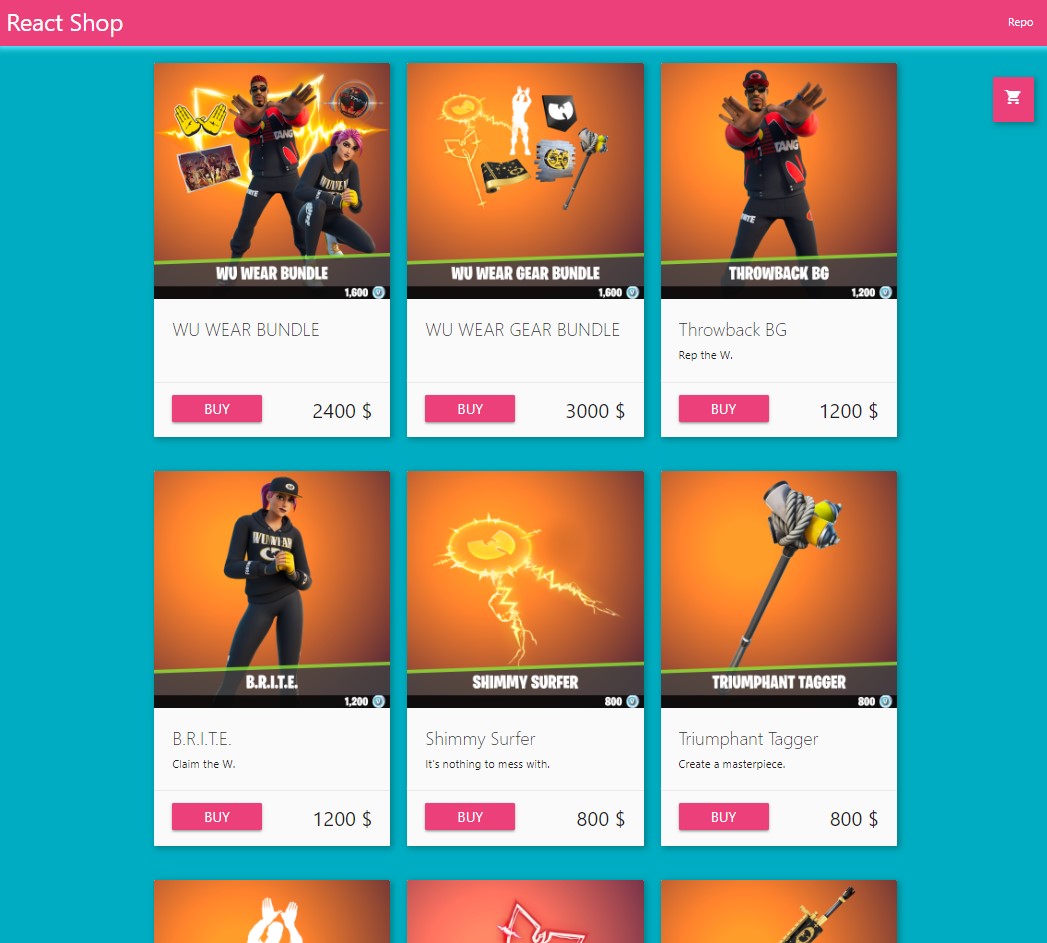 React Shop
Repo
WU WEAR BUNDLE
1,600
WU WEAR GEAR BUNDLE
1,600
THROWBACK BG
1,200
WU WEAR BUNDLE
WU WEAR GEAR BUNDLE
Throwback BG
Rep the W.
BUY 2400 $
BUY 3000 $
BUY 1200 $
B.R.I.T.E.
1,200
SHIMMY SURFER
800
TRIUMPHANT TAGGER
800
B.R.I.T.E.
Claim the W.
Shimmy Surfer
It's nothing to mess with.
Triumphant Tagger
Create a masterpiece.
BUY 1200 $
BUY 800 $
BUY 800 $